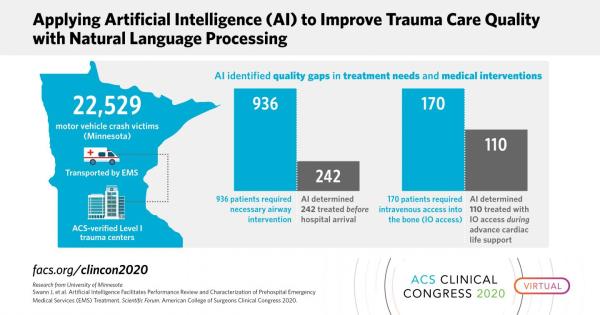 Applying Artificial Intelligence (AI) to Improve Trauma Care Quality
with Natural Language Processing
AI identified quality gaps in treatment needs and medical interventions
22,529
motor vehicle crash victims
(Minnesota)
Transported by EMS
ACS-verified Level I
trauma centers
936
242
936 patients required
necessary airway
intervention
AI determined
242 treated before
hospital arrival
170
110
170 patients required
intravenous access into
the bone (IO access)
AI determined
110 treated with
IO access during
advance cardiac
life support
facs.org/clincon2020
Research from University of Minnesota
Swann J, et al. Artificial Intelligence Facilitates Performance Review and Characterization of Prehospital Emergency
Medical Services (EMS) Treatment. Scientific Forum. American College of Surgeons Clinical Congress 2020.
ACS CLINICAL
CONGRESS 2020
VIRTUAL